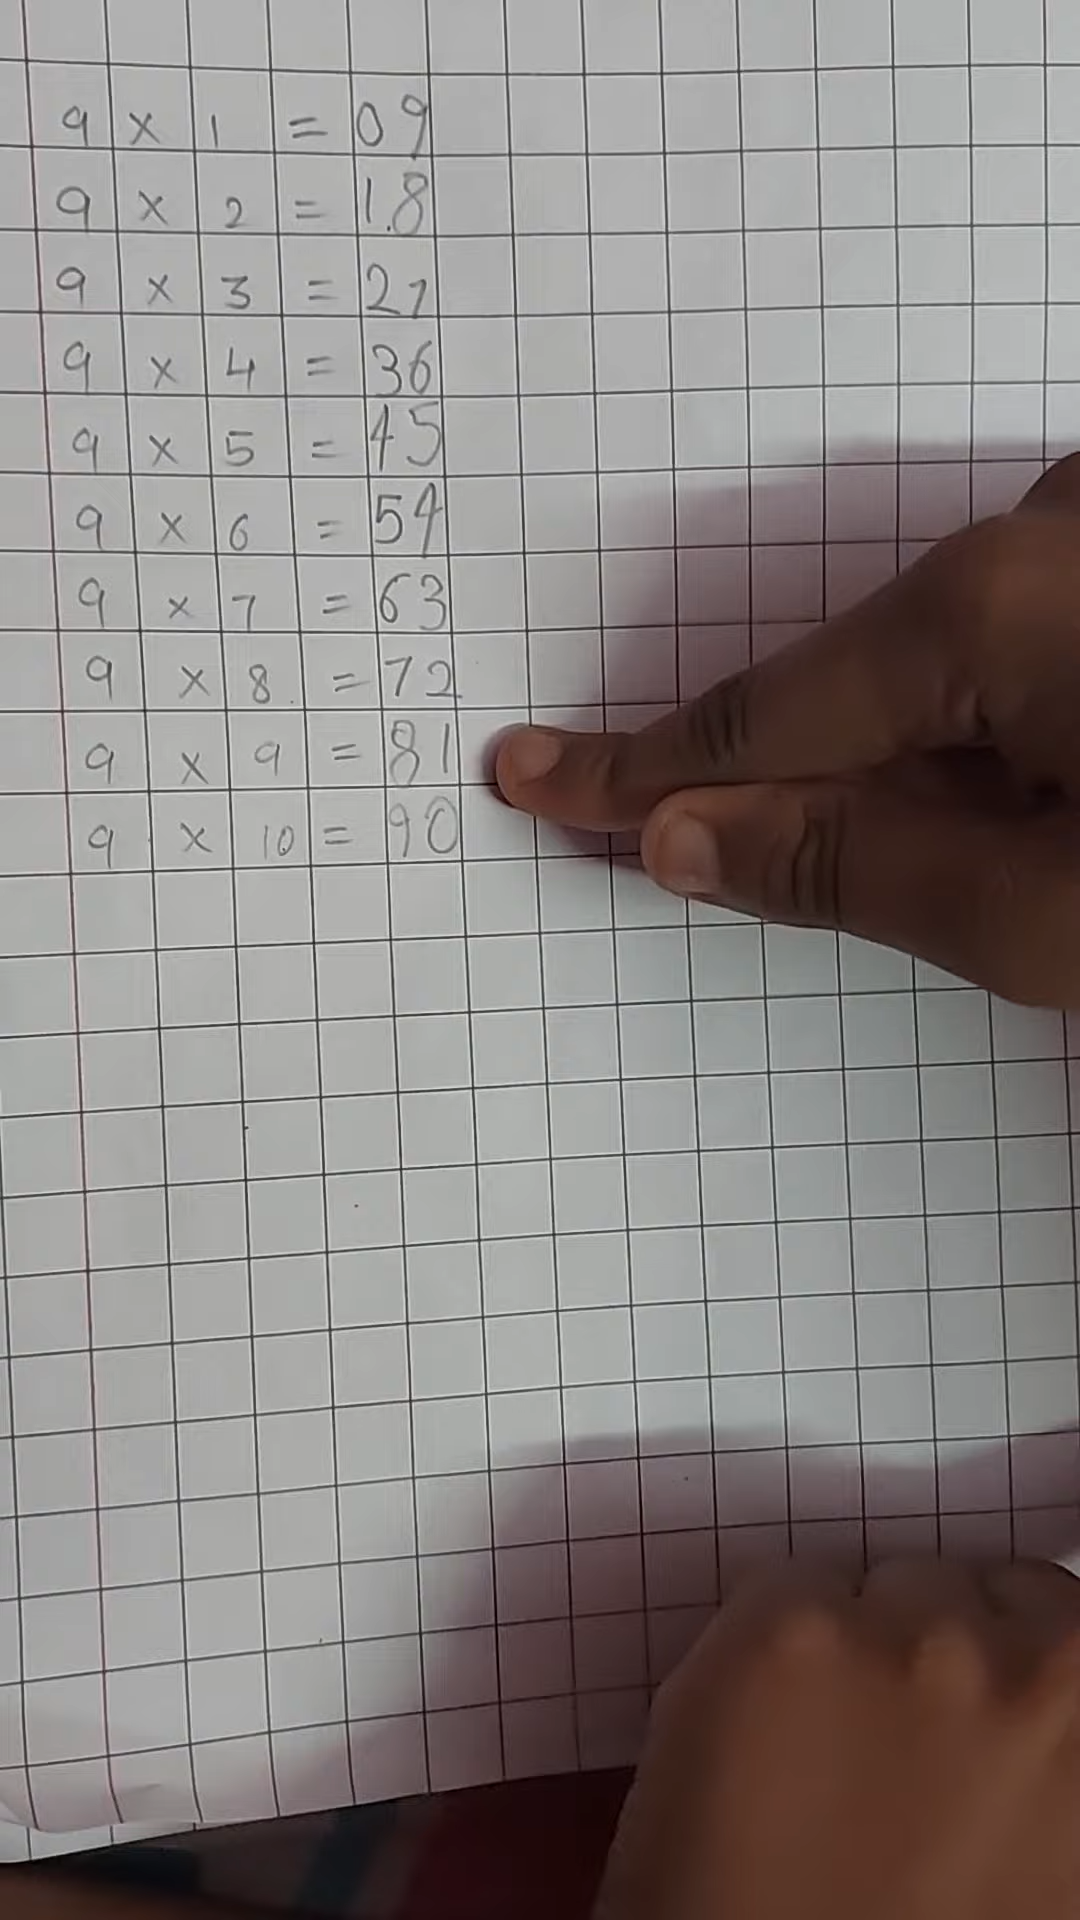 9 x 1 = 09
9 x 2 = 18
9 x 3 = 27
9 x 4 = 36
9 x 5 = 45
9 x 6 = 54
9 x 7 = 63
9 x 8 = 72
9 x 9 = 81
9 x 10 = 90